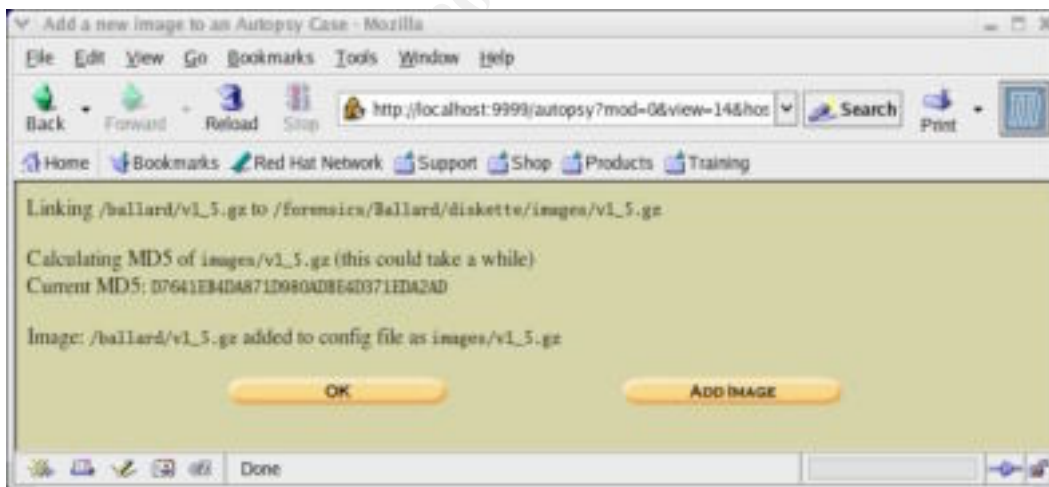 Add a new image to an Autopsy Case - Mozilla
File Edit View Go Bookmarks Tools Window Help
Back Forward Reload Stop http://localhost:9999/autopsy?mod=0&view=14&hos Search Print
Home Bookmarks Red Hat Network Support Shop Products Training
Linking /ballard/v1_5.gz to /forensics/Ballard/diskette/images/v1_5.gz
Calculating MD5 of images/v1_5.gz (this could take a while)
Current MD5: D7641EB4DA871D980ADBE4D371EDA2AD
Image: /ballard/v1_5.gz added to config file as images/v1_5.gz
OK ADD IMAGE
Done